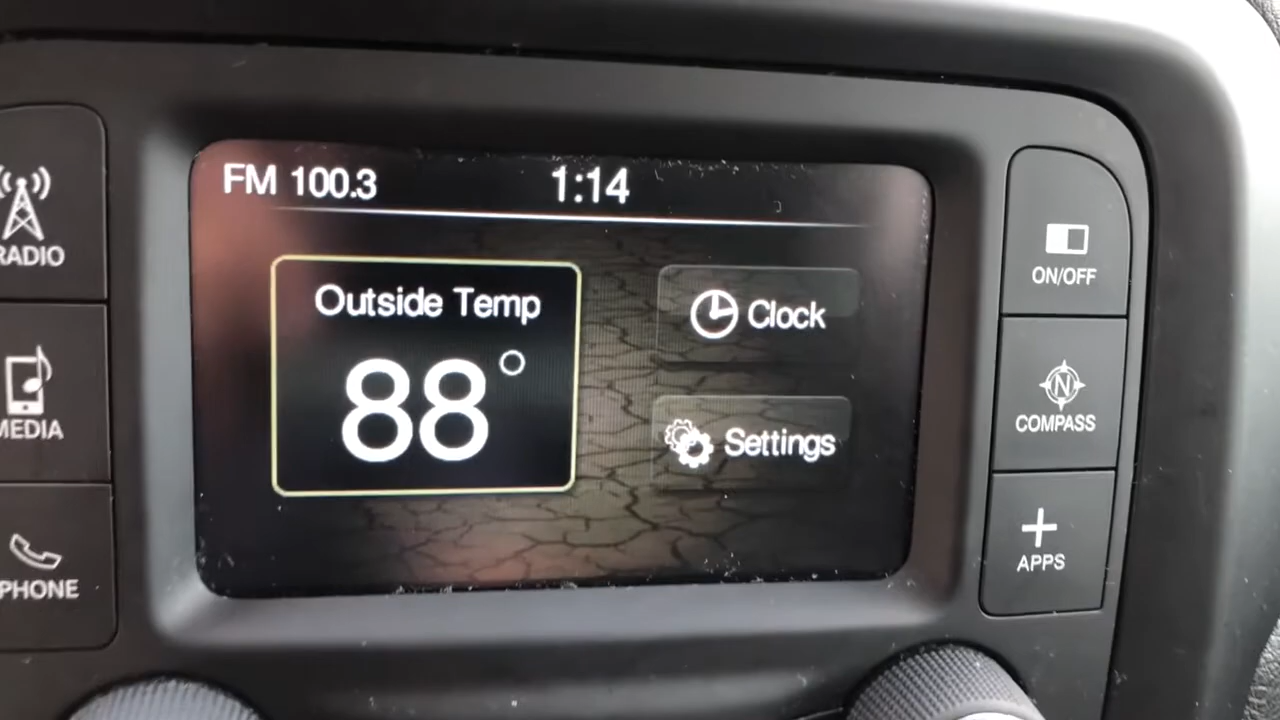 FM 100.3
1:14
Outside Temp
88°
Clock
Settings
RADIO
MEDIA
PHONE
ON/OFF
N
COMPASS
APPS